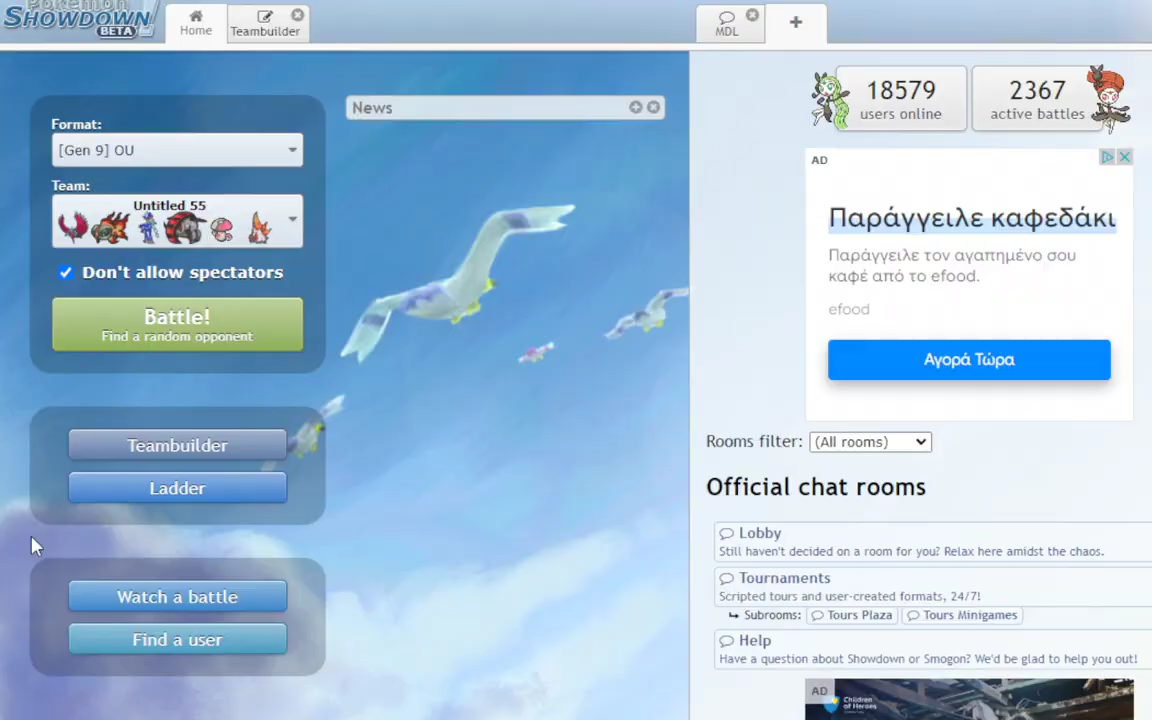 Pokémon
SHOWDOWN
BETA
Home
Teambuilder
MDL
+
Format:
[Gen 9] OU
Team:
Untitled 55
Don't allow spectators
Battle!
Find a random opponent
Teambuilder
Ladder
Watch a battle
Find a user
News
18579
users online
2367
active battles
AD
Παράγγειλε καφεδάκι
Παράγγειλε τον αγαπημένο σου
καφέ από το efood.
efood
Αγορά Τώρα
Rooms filter: (All rooms)
Official chat rooms
Lobby
Still haven't decided on a room for you? Relax here amidst the chaos.
Tournaments
Scripted tours and user-created formats, 24/7!
↳ Subrooms: Tours Plaza Tours Minigames
Help
Have a question about Showdown or Smogon? We'd be glad to help you out!
AD
Children
of Heroes